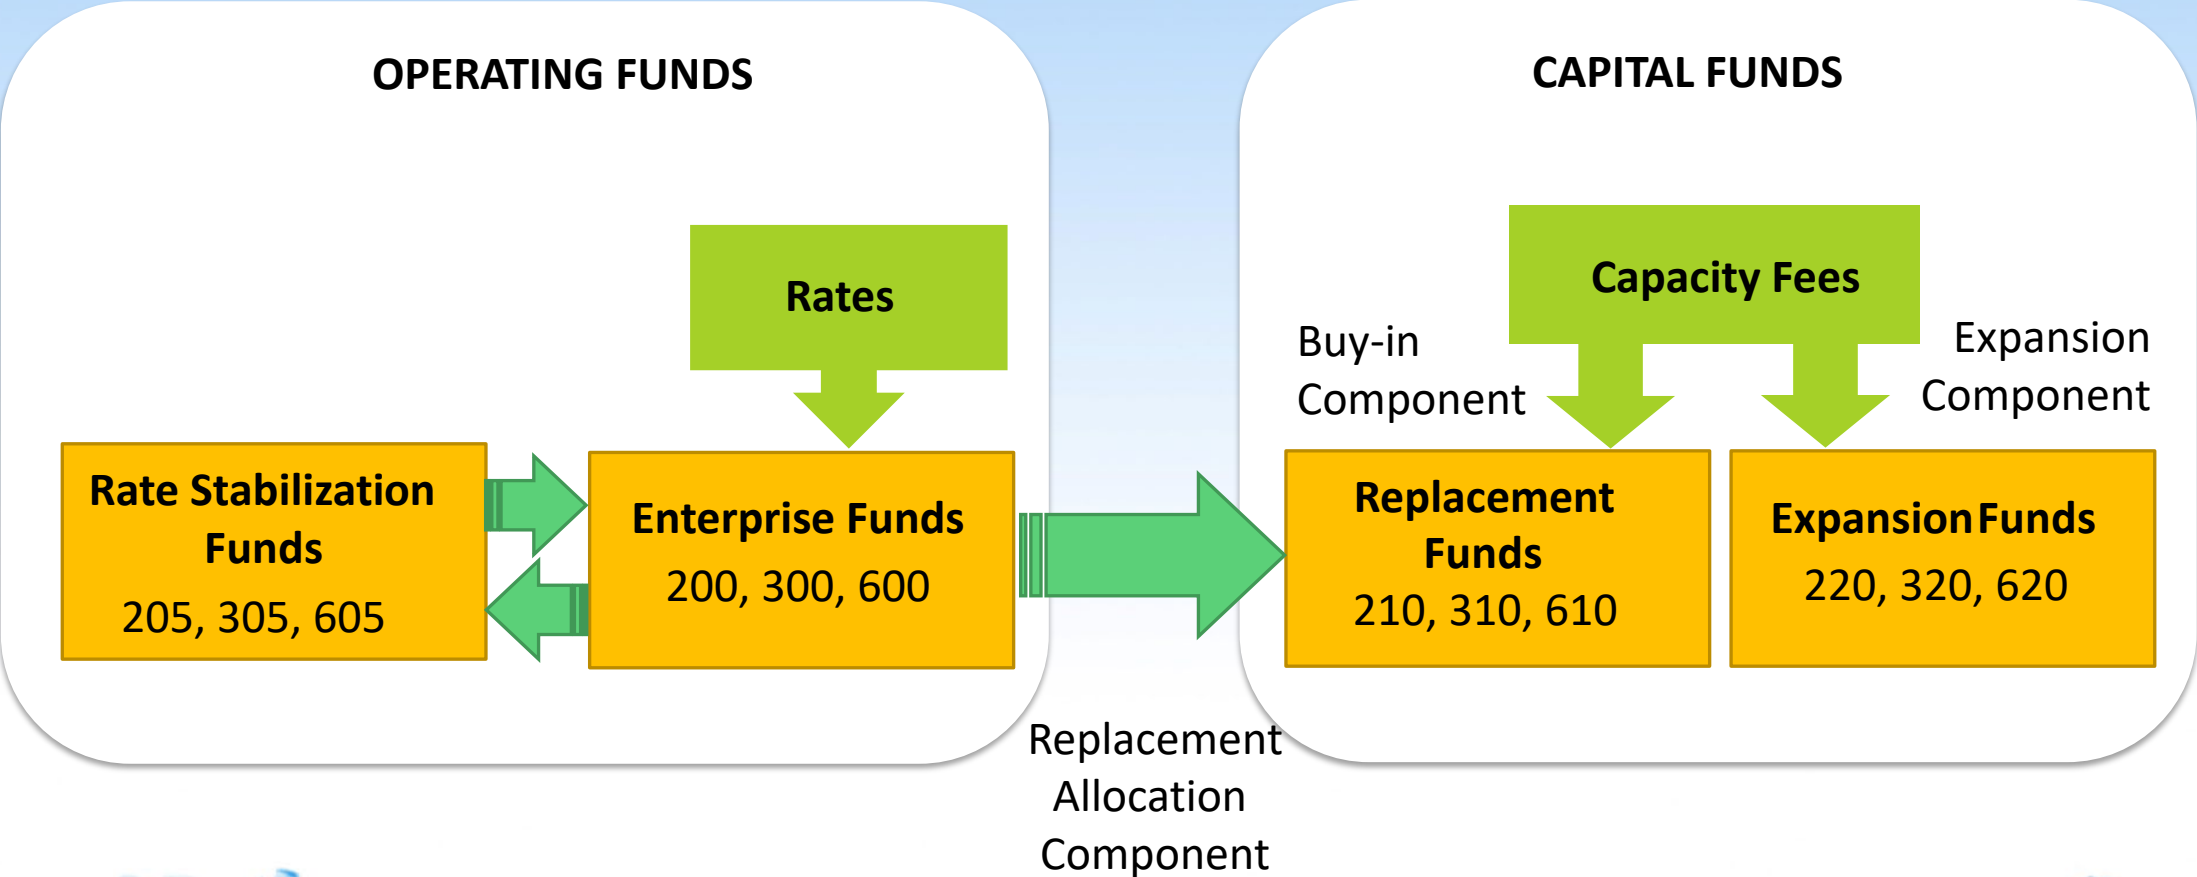 OPERATING FUNDS
Rates
Rate Stabilization
Funds
205, 305, 605
Enterprise Funds
200, 300, 600
Replacement
Allocation
Component
CAPITAL FUNDS
Capacity Fees
Buy-in
Component
Expansion
Component
Replacement
Funds
210, 310, 610
Expansion Funds
220, 320, 620